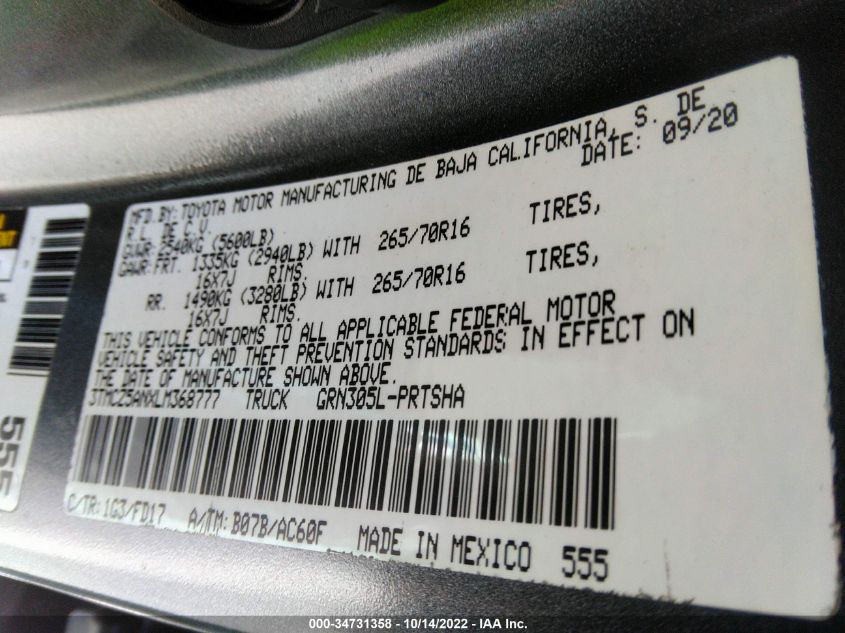 MFD. BY: TOYOTA MOTOR MANUFACTURING DE BAJA CALIFORNIA, S. DE
R.L. DE C.V. DATE: 09/20
GVWR: 2540KG (5600LB)
GAWR: FRT. 1335KG (2940LB) WITH 265/70R16 TIRES,
16X7J RIMS.
RR. 1490KG (3280LB) WITH 265/70R16 TIRES,
16X7J RIMS.
THIS VEHICLE CONFORMS TO ALL APPLICABLE FEDERAL MOTOR
VEHICLE SAFETY AND THEFT PREVENTION STANDARDS IN EFFECT ON
THE DATE OF MANUFACTURE SHOWN ABOVE.
3TMCZ5ANXLM368777 TRUCK GRN305L-PRTSHA
C/TR: 1G3/FD17 A/TM: B07B/AC60F MADE IN MEXICO 555
555
000-34731358 - 10/14/2022 - IAA Inc.